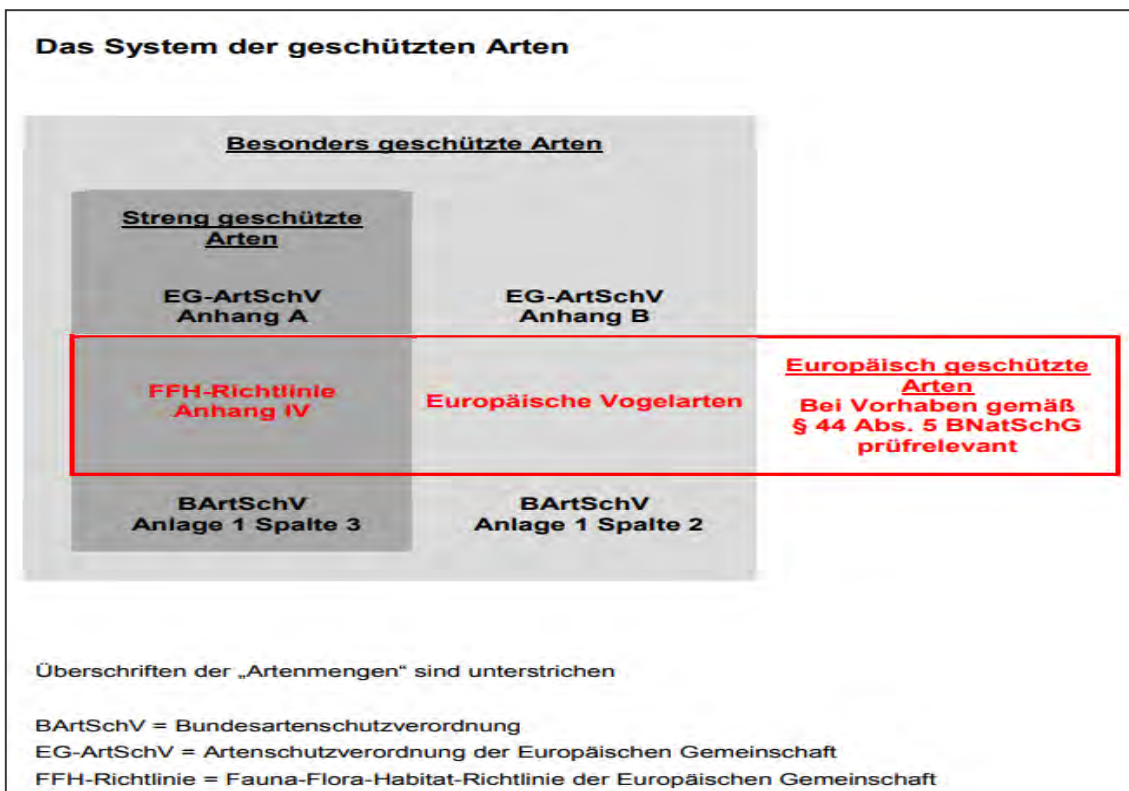 Das System der geschützten Arten
Besonders geschützte Arten
Streng geschützte
Arten
EG-ArtSchV
Anhang A
EG-ArtSchV
Anhang B
FFH-Richtlinie
Anhang IV
Europäische Vogelarten
Europäisch geschützte
Arten
Bei Vorhaben gemäß
§ 44 Abs. 5 BNatSchG
prüfrelevant
BArtSchV
Anlage 1 Spalte 3
BArtSchV
Anlage 1 Spalte 2
Überschriften der „Artenmengen“ sind unterstrichen
BArtSchV = Bundesartenschutzverordnung
EG-ArtSchV = Artenschutzverordnung der Europäischen Gemeinschaft
FFH-Richtlinie = Fauna-Flora-Habitat-Richtlinie der Europäischen Gemeinschaft